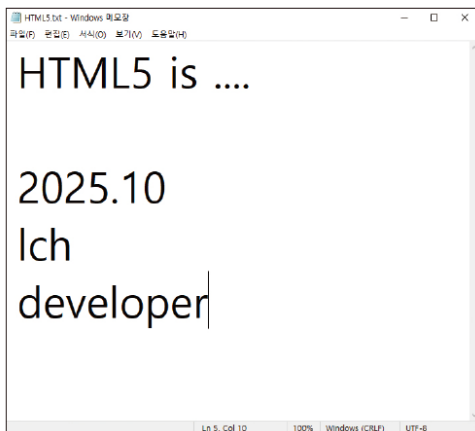 HTML5.txt - Windows 메모장
파일(F) 편집(E) 서식(O) 보기(V) 도움말(H)
HTML5 is ....
2025.10
lch
developer
Ln 5, Col 10 100% Windows (CRLF) UTF-8